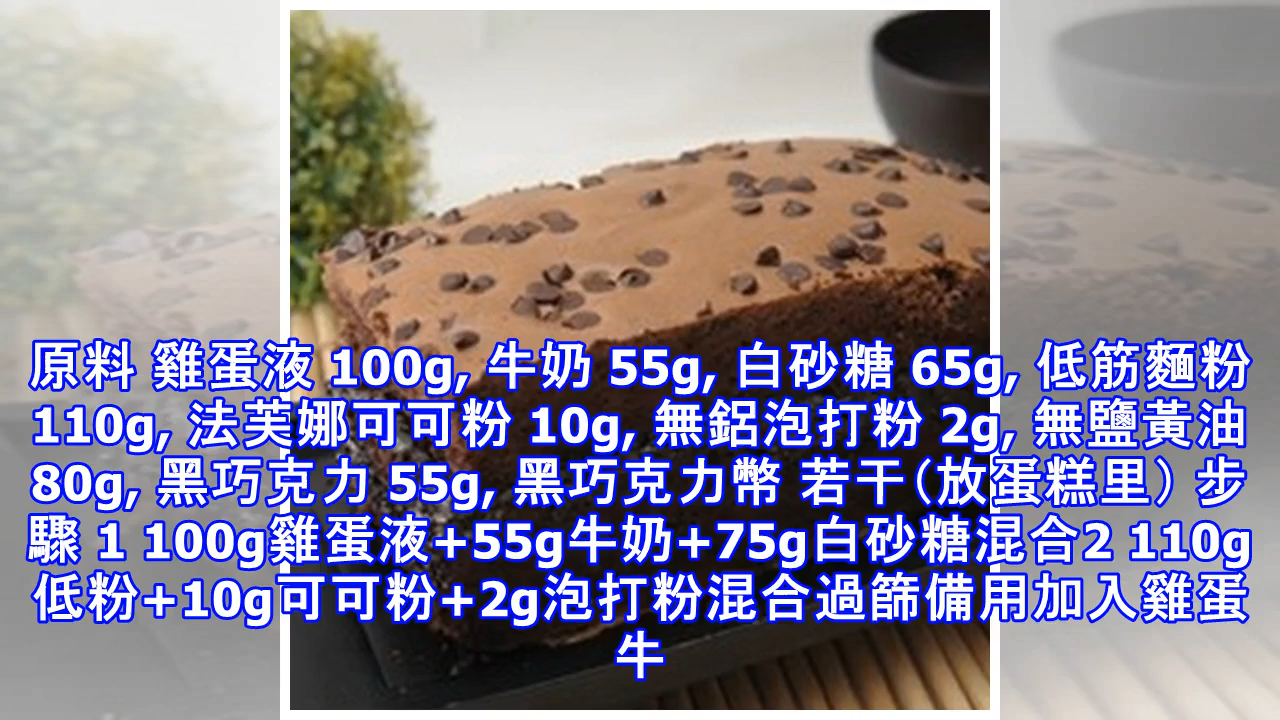 原料 雞蛋液 100g, 牛奶 55g, 白砂糖 65g, 低筋麵粉
110g, 法芙娜可可粉 10g, 無鋁泡打粉 2g, 無鹽黃油
80g, 黑巧克力 55g, 黑巧克力幣 若干（放蛋糕里） 步
驟 1 100g雞蛋液+55g牛奶+75g白砂糖混合2 110g
低粉+10g可可粉+2g泡打粉混合過篩備用加入雞蛋
牛